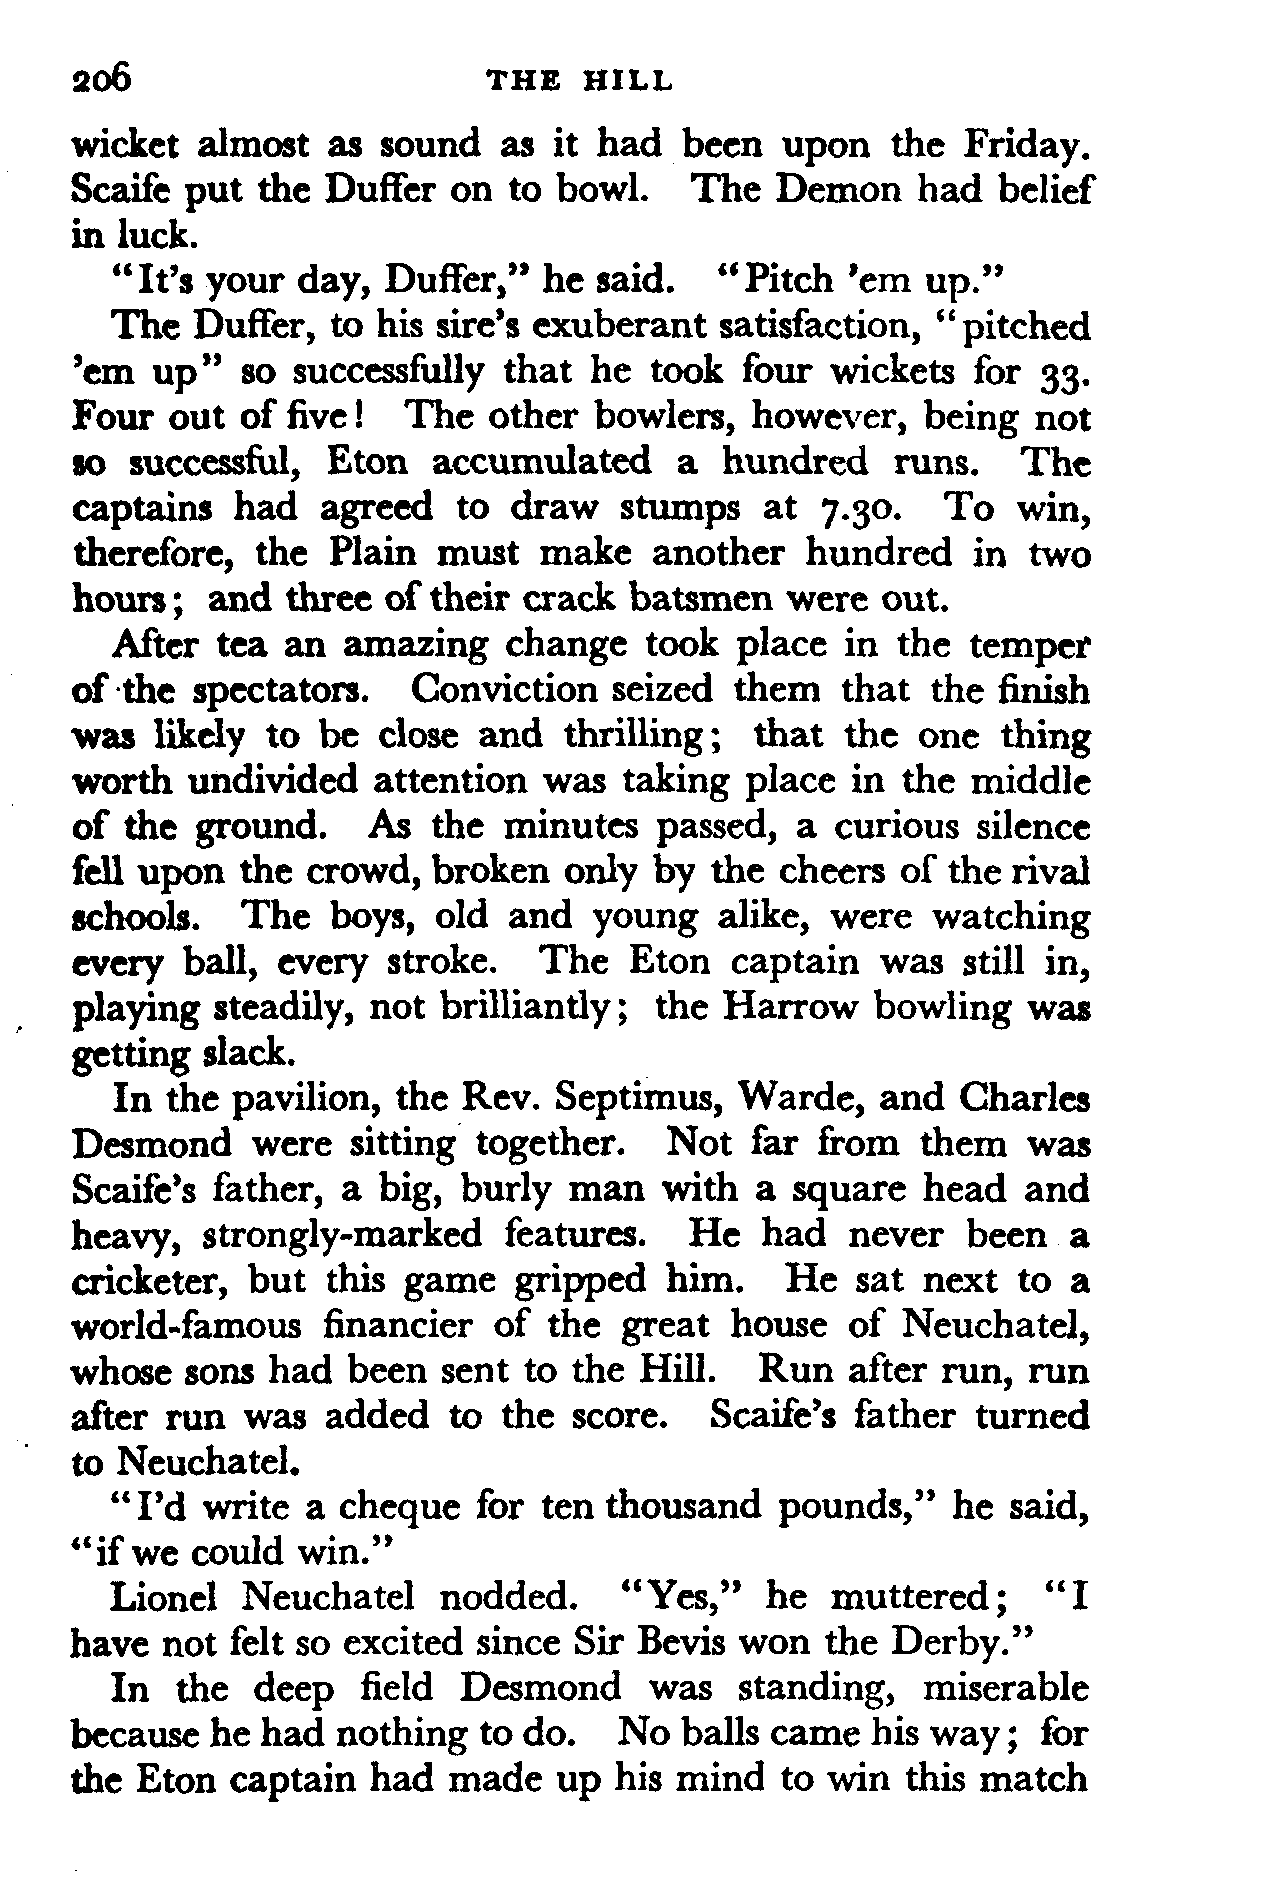 206 THE HILL
wicket almost as sound as it had been upon the Friday.
Scaife put the Duffer on to bowl. The Demon had belief
in luck.
“It’s your day, Duffer,” he said. “Pitch ’em up.”
The Duffer, to his sire’s exuberant satisfaction, “pitched
’em up” so successfully that he took four wickets for 33.
Four out of five! The other bowlers, however, being not
so successful, Eton accumulated a hundred runs. The
captains had agreed to draw stumps at 7.30. To win,
therefore, the Plain must make another hundred in two
hours; and three of their crack batsmen were out.
After tea an amazing change took place in the temper
of the spectators. Conviction seized them that the finish
was likely to be close and thrilling; that the one thing
worth undivided attention was taking place in the middle
of the ground. As the minutes passed, a curious silence
fell upon the crowd, broken only by the cheers of the rival
schools. The boys, old and young alike, were watching
every ball, every stroke. The Eton captain was still in,
playing steadily, not brilliantly; the Harrow bowling was
getting slack.
In the pavilion, the Rev. Septimus, Warde, and Charles
Desmond were sitting together. Not far from them was
Scaife’s father, a big, burly man with a square head and
heavy, strongly-marked features. He had never been a
cricketer, but this game gripped him. He sat next to a
world-famous financier of the great house of Neuchatel,
whose sons had been sent to the Hill. Run after run, run
after run was added to the score. Scaife’s father turned
to Neuchatel.
“I’d write a cheque for ten thousand pounds,” he said,
“if we could win.”
Lionel Neuchatel nodded. “Yes,” he muttered; “I
have not felt so excited since Sir Bevis won the Derby.”
In the deep field Desmond was standing, miserable
because he had nothing to do. No balls came his way; for
the Eton captain had made up his mind to win this match